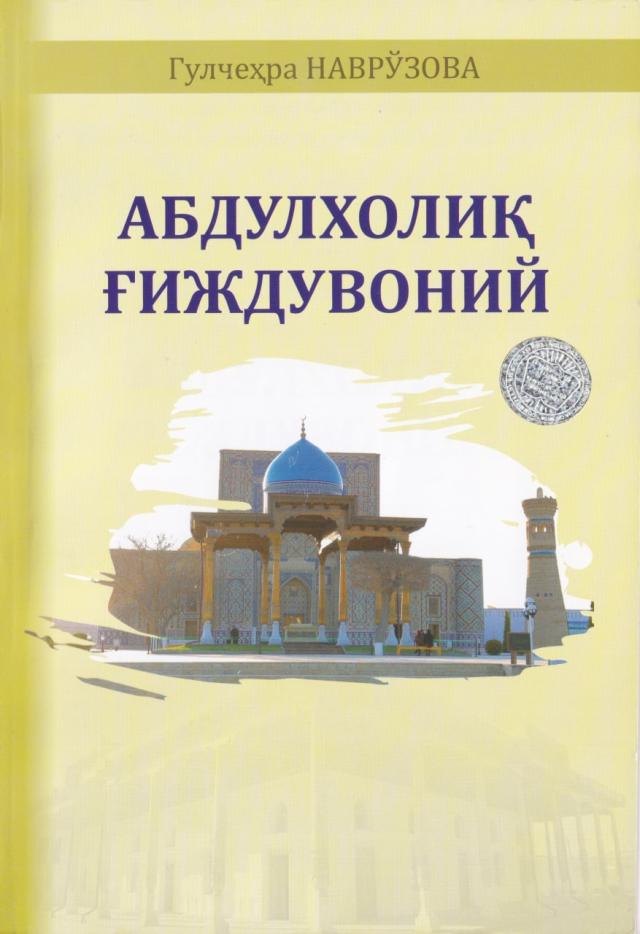 Гулчеҳра НАВРЎЗОВА
АБДУЛХОЛИҚ
ҒИЖДУВОНИЙ